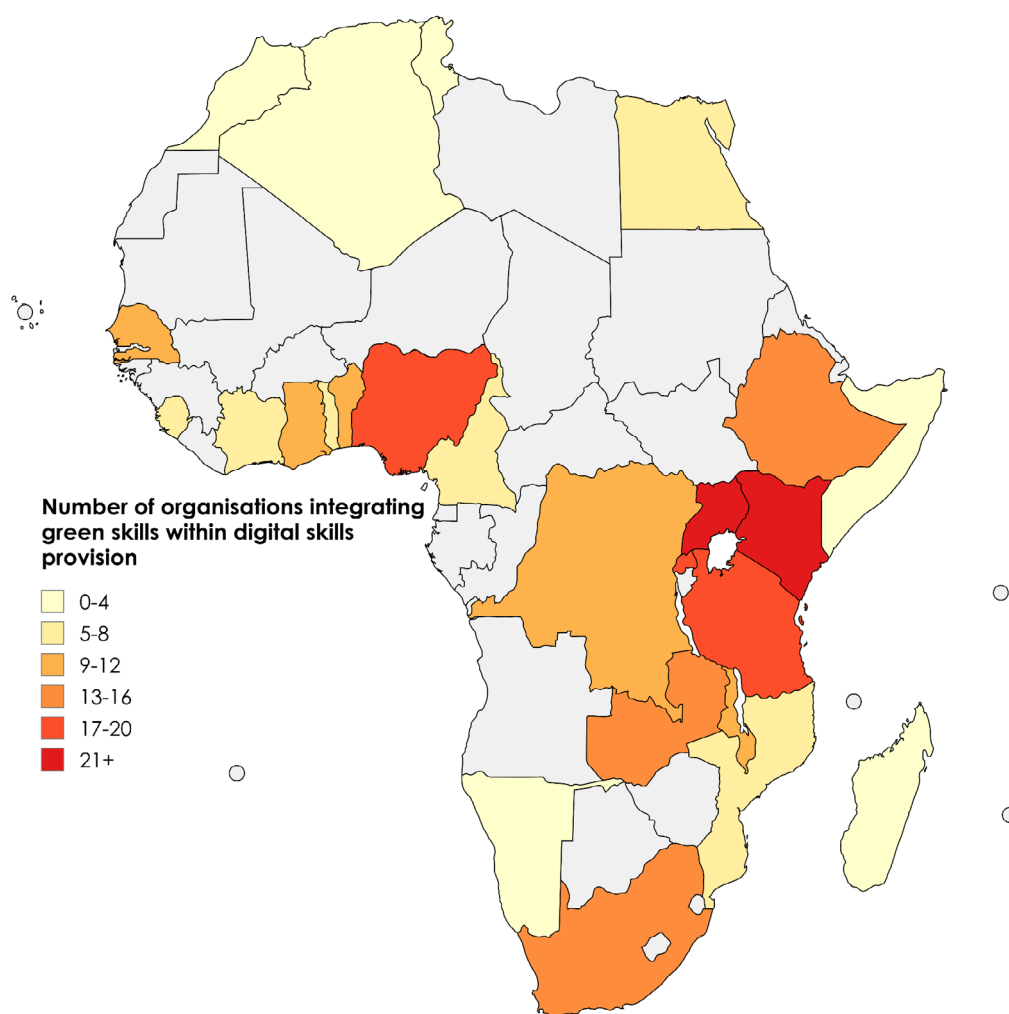 Number of organisations integrating
green skills within digital skills
provision
0-4
5-8
9-12
13-16
17-20
21+